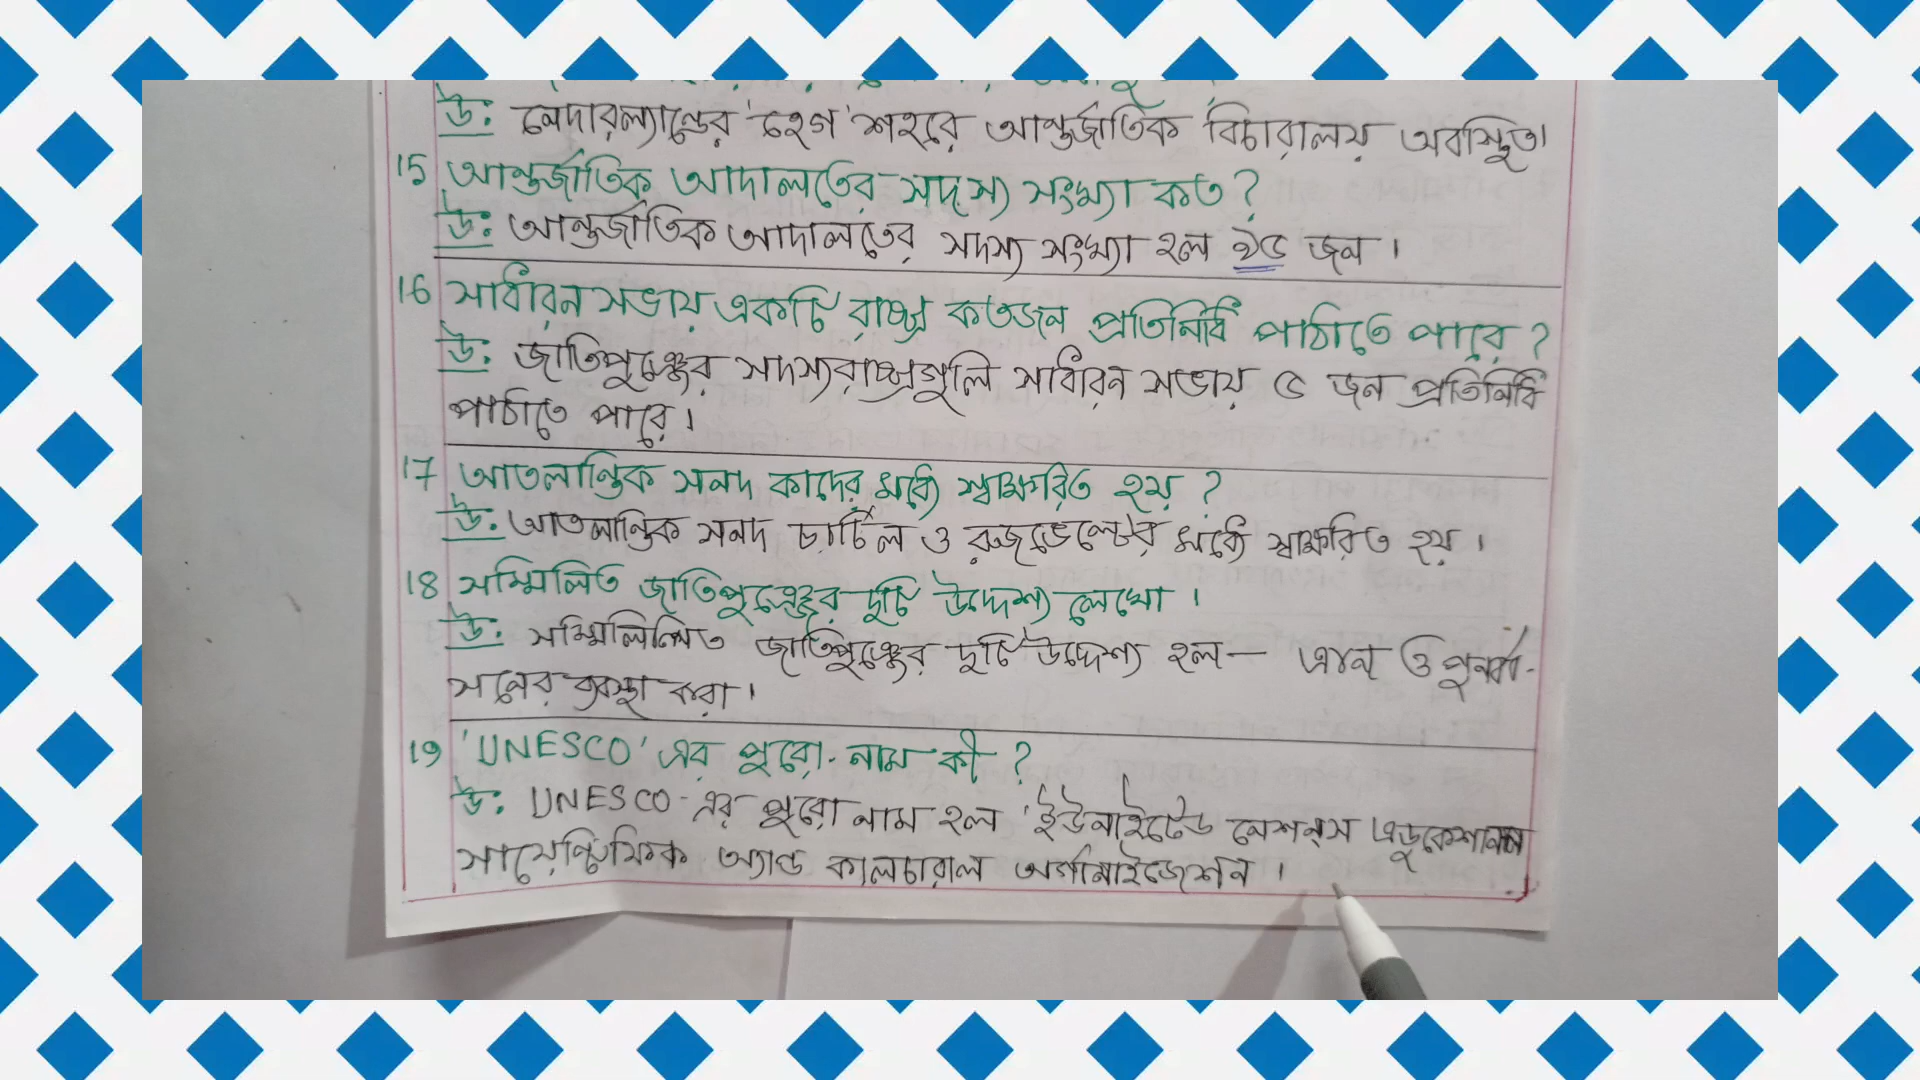 উ: নেদারল্যান্ডের 'হেগ' শহরে আন্তর্জাতিক বিচারালয় অবস্থিত।
15 আন্তর্জাতিক আদালতের সদস্য সংখ্যা কত ?
উ: আন্তর্জাতিক আদালতের সদস্য সংখ্যা হল ১৫ জন ।
16 সাধারন সভায় একটি রাষ্ট্র কতজন প্রতিনিধি পাঠাতে পারে ?
উ: জাতিপুঞ্জের সদস্যরাষ্ট্রগুলি সাধারন সভায় ৫ জন প্রতিনিধি
পাঠাতে পারে ।
17 আতলান্তিক সনদ কাদের মধ্যে স্বাক্ষরিত হয় ?
উ: আতলান্তিক সনদ চার্চিল ও রুজভেল্টের মধ্যে স্বাক্ষরিত হয় ।
18 সম্মিলিত জাতিপুঞ্জের দুটি উদ্দেশ্য লেখো ।
উ: সম্মিলিলিত জাতিপুঞ্জের দুটি উদ্দেশ্য হল — ত্রান ও পুনর্বা-
সনের ব্যবস্থা করা ।
19 'UNESCO' এর পুরো নাম কী ?
উ: UNESCO-এর পুরো নাম হল 'ইউনাইটেড নেশন্স এডুকেশানাল
সায়েন্টিফিক অ্যান্ড কালচারাল অর্গানাইজেশন ।